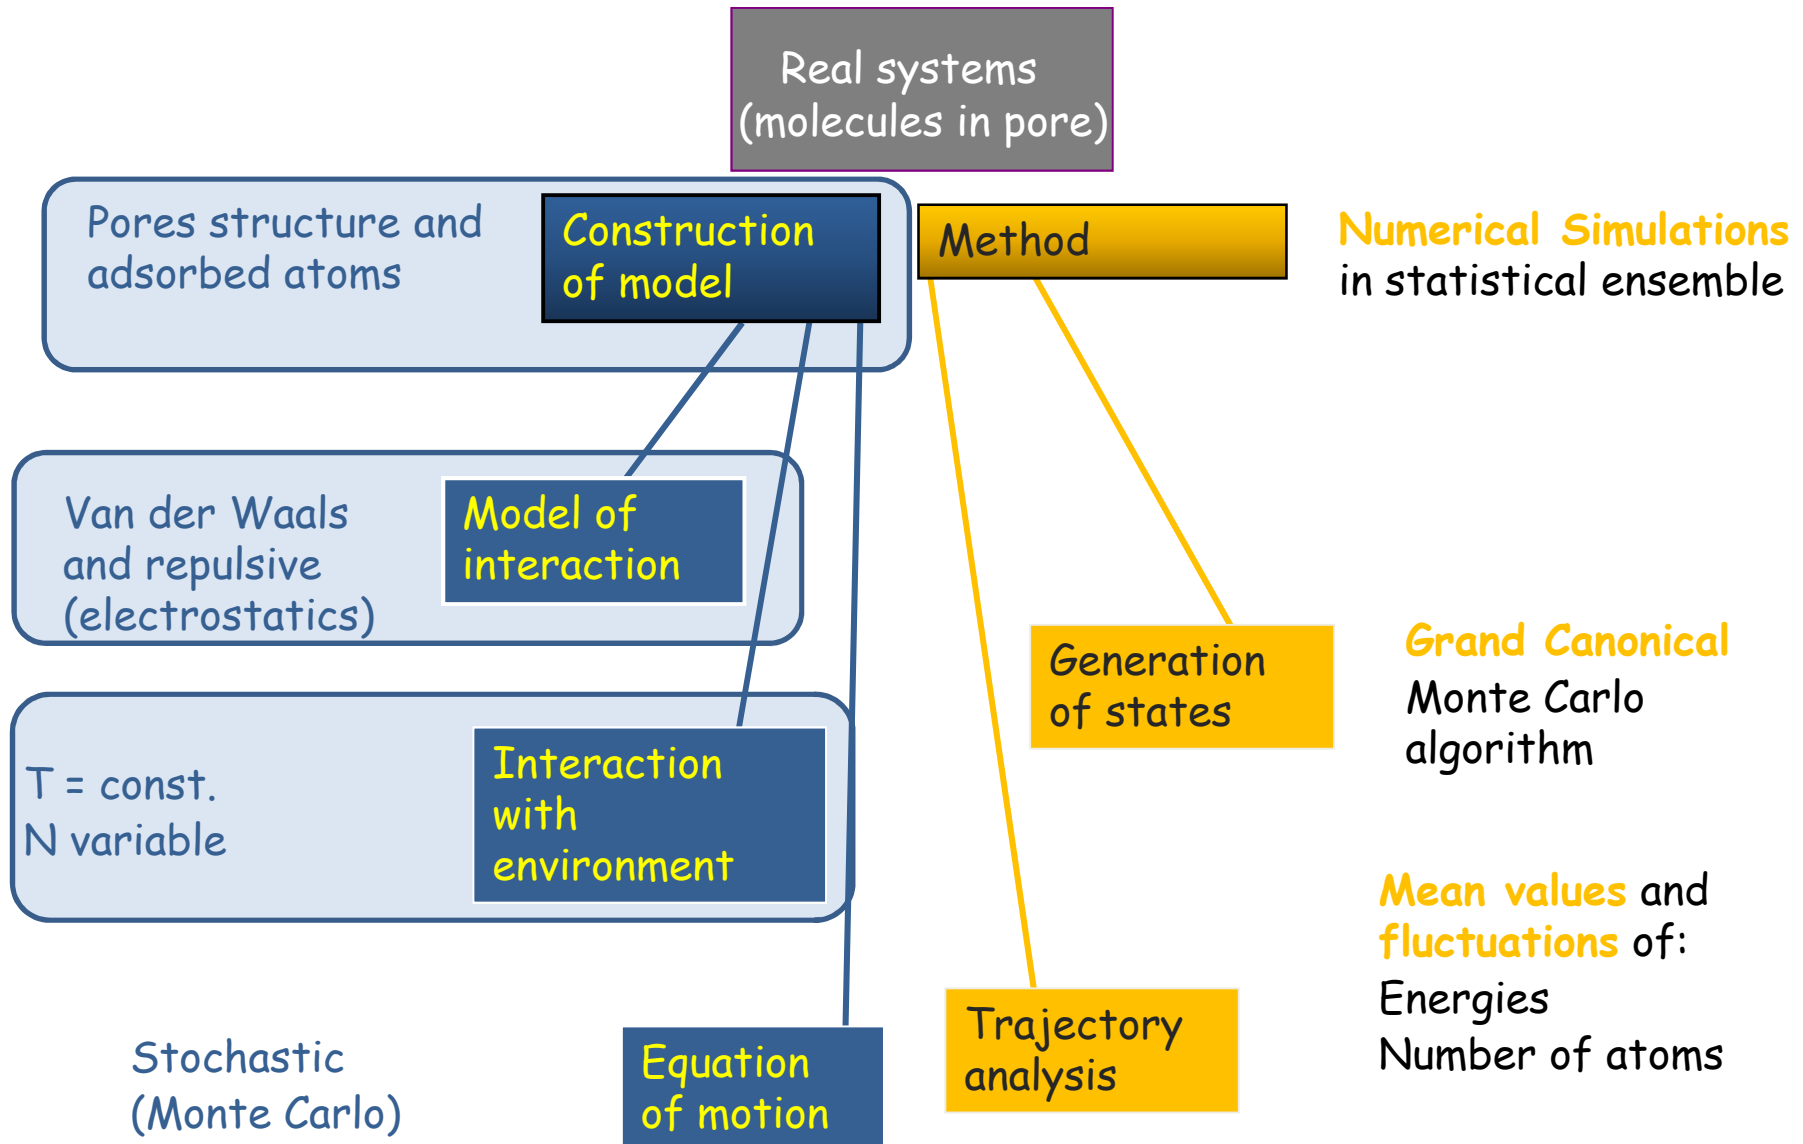 Real systems
(molecules in pore)
Pores structure and
adsorbed atoms
Construction
of model
Method
Numerical Simulations
in statistical ensemble
Van der Waals
and repulsive
(electrostatics)
Model of
interaction
Generation
of states
Grand Canonical
Monte Carlo
algorithm
T = const.
N variable
Interaction
with
environment
Mean values and
fluctuations of:
Energies
Number of atoms
Trajectory
analysis
Stochastic
(Monte Carlo)
Equation
of motion